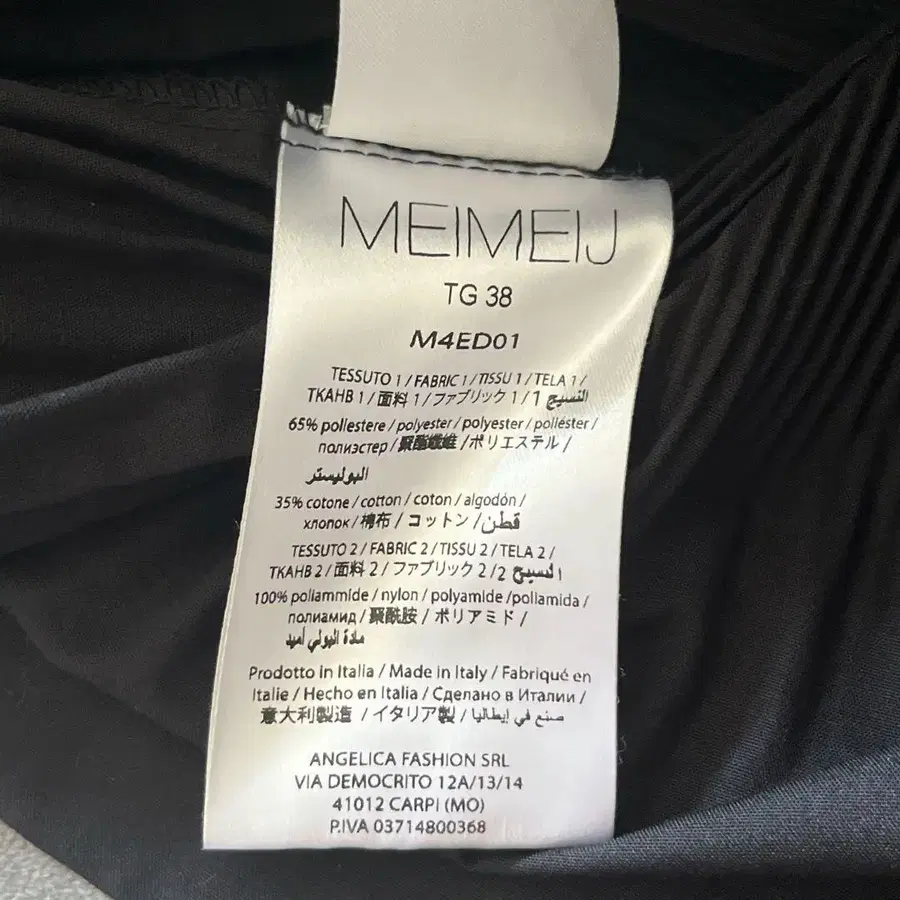 MEIMEIJ
TG 38
M4ED01
TESSUTO 1 / FABRIC 1 / TISSU 1 / TELA 1 /
ТКАНВ 1 / 面料 1 / ファブリック 1 / 1 النسيج
65% poliestere / polyester / polyester / poliéster /
полиэстер / 聚酯纖維 / ポリエステル /
البوليستر
35% cotone / cotton / coton / algodón /
хлопок / 棉布 / コットン / قطن
TESSUTO 2 / FABRIC 2 / TISSU 2 / TELA 2 /
ТКАНВ 2 / 面料 2 / ファブリック 2 / 2 النسيج
100% poliammide / nylon / polyamide / poliamida /
полиамид / 聚酰胺 / ポリアミド /
مادة البولي أميد
Prodotto in Italia / Made in Italy / Fabriqué en
Italie / Hecho en Italia / Сделано в Италии /
意大利製造 / イタリア製 / صنع في إيطاليا
ANGELICA FASHION SRL
VIA DEMOCRITO 12A/13/14
41012 CARPI (MO)
P.IVA 03714800368